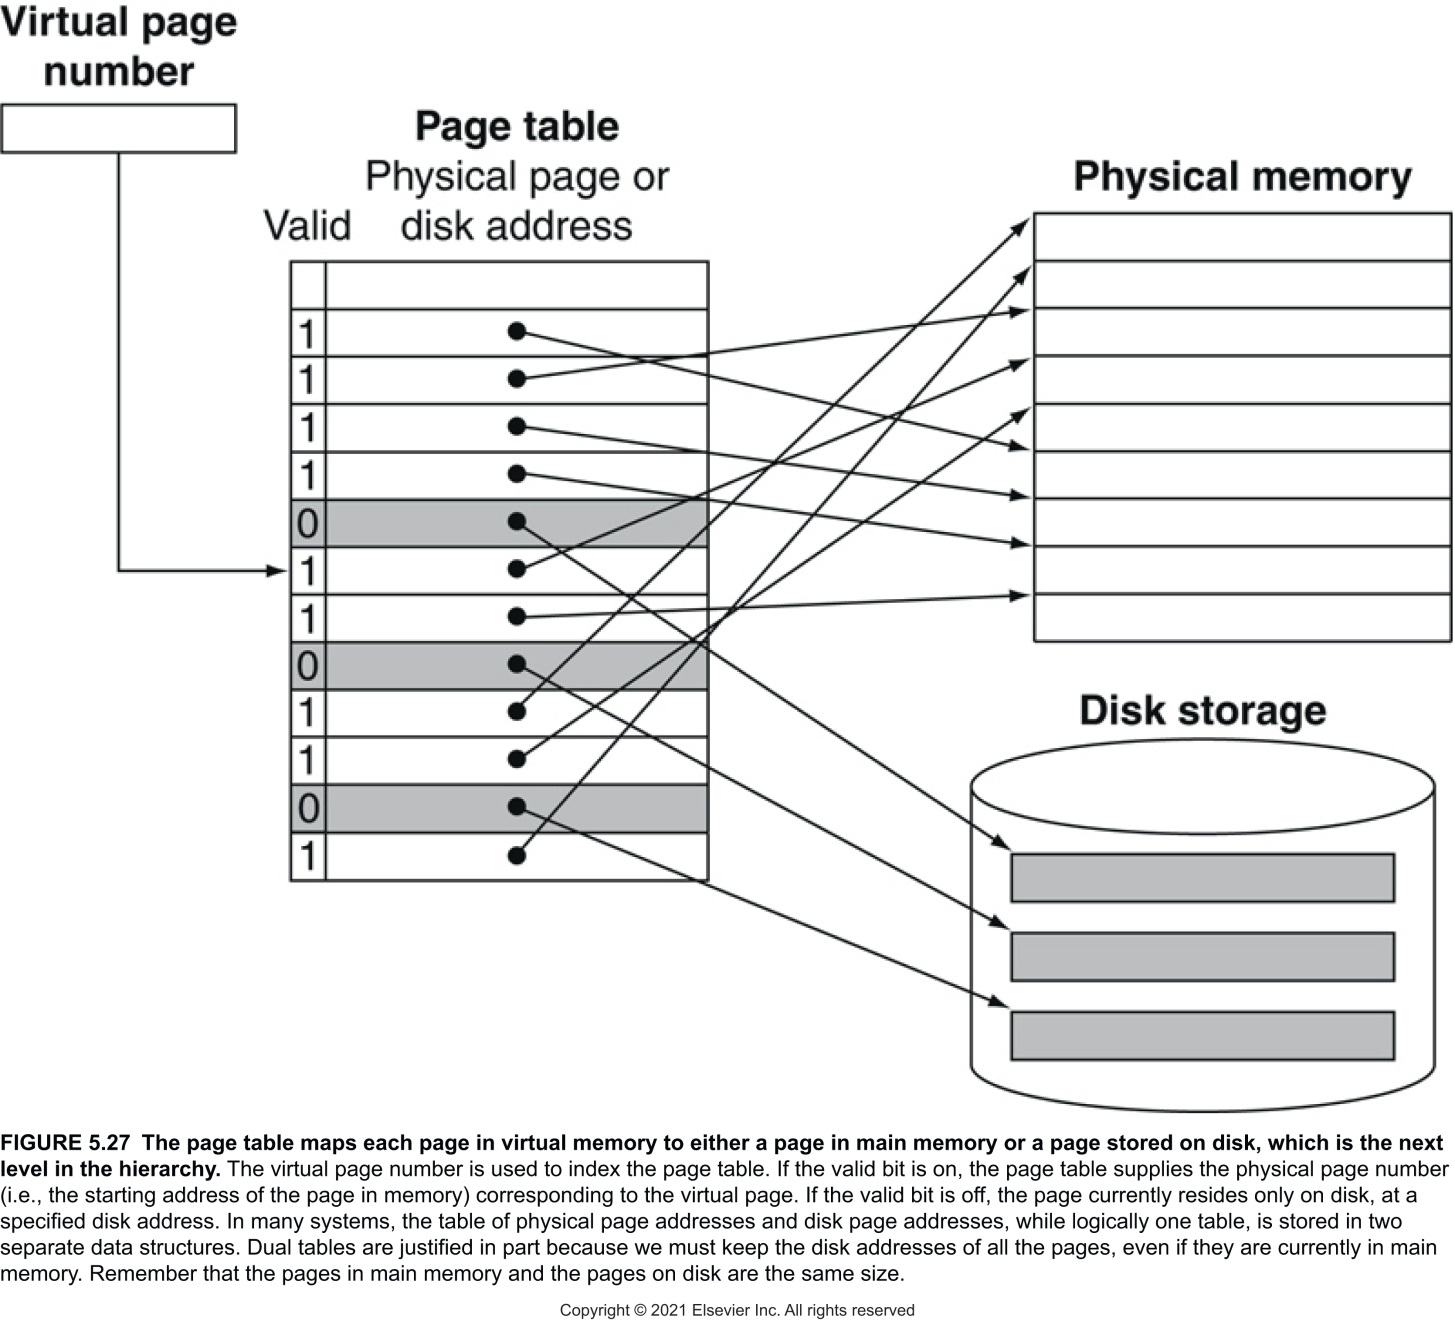 Virtual page
number
Page table
Physical page or
Valid disk address
Physical memory
1
1
1
1
0
1
1
0
1
1
0
1
Disk storage
FIGURE 5.27 The page table maps each page in virtual memory to either a page in main memory or a page stored on disk, which is the next
level in the hierarchy. The virtual page number is used to index the page table. If the valid bit is on, the page table supplies the physical page number
(i.e., the starting address of the page in memory) corresponding to the virtual page. If the valid bit is off, the page currently resides only on disk, at a
specified disk address. In many systems, the table of physical page addresses and disk page addresses, while logically one table, is stored in two
separate data structures. Dual tables are justified in part because we must keep the disk addresses of all the pages, even if they are currently in main
memory. Remember that the pages in main memory and the pages on disk are the same size.
Copyright © 2021 Elsevier Inc. All rights reserved